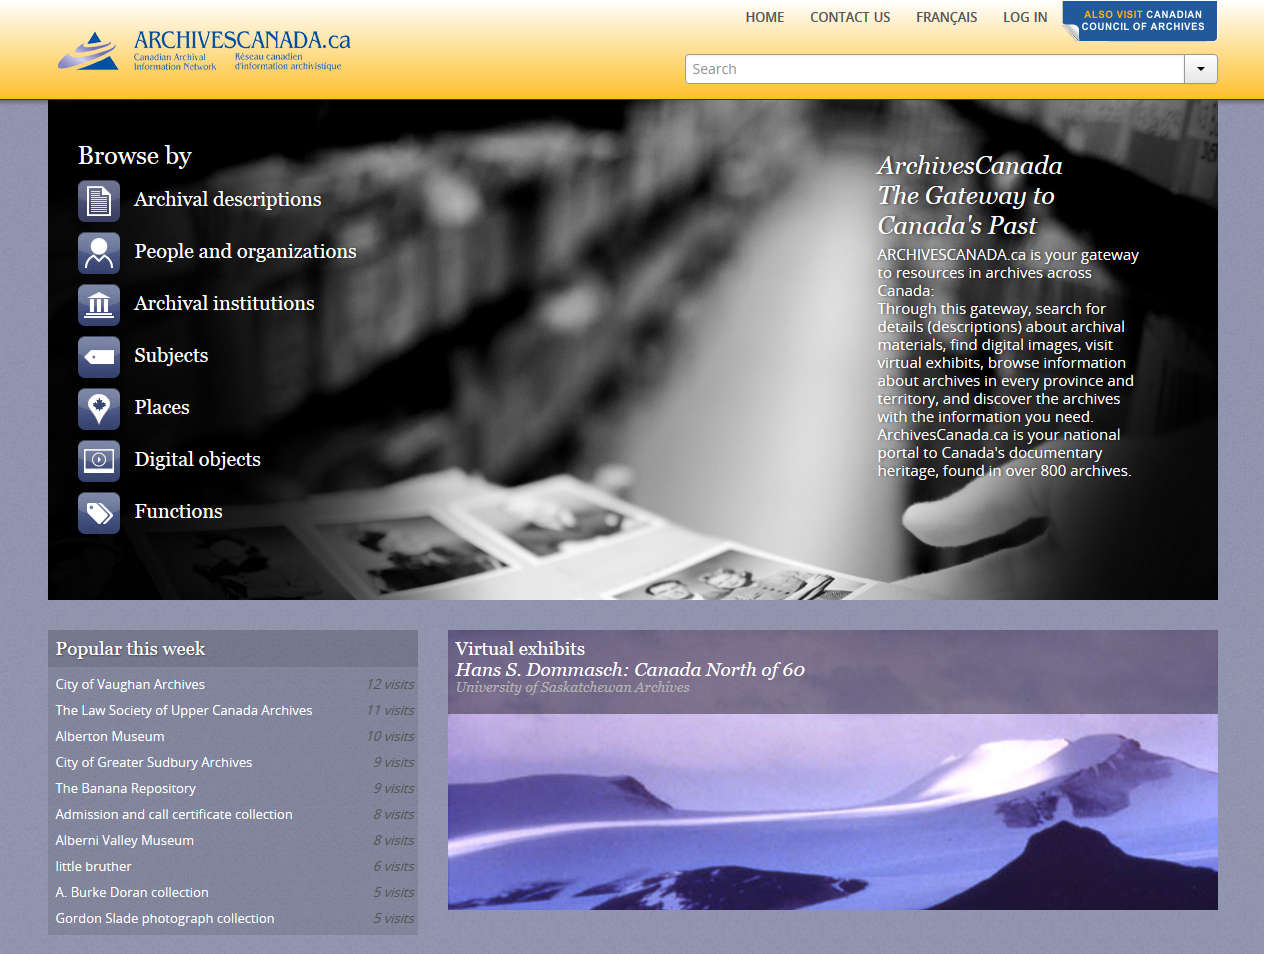 HOME CONTACT US FRANÇAIS LOG IN
ALSO VISIT CANADIAN
COUNCIL OF ARCHIVES
ARCHIVESCANADA.ca
Canadian Archival
Information Network
Réseau canadien
d'information archivistique
Search
Browse by
Archival descriptions
People and organizations
Archival institutions
Subjects
Places
Digital objects
Functions
ArchivesCanada
The Gateway to
Canada's Past
ARCHIVESCANADA.ca is your gateway
to resources in archives across
Canada:
Through this gateway, search for
details (descriptions) about archival
materials, find digital images, visit
virtual exhibits, browse information
about archives in every province and
territory, and discover the archives
with the information you need.
ArchivesCanada.ca is your national
portal to Canada's documentary
heritage, found in over 800 archives.
Popular this week
City of Vaughan Archives 12 visits
The Law Society of Upper Canada Archives 11 visits
Alberton Museum 10 visits
City of Greater Sudbury Archives 9 visits
The Banana Repository 9 visits
Admission and call certificate collection 8 visits
Alberni Valley Museum 8 visits
little bruther 6 visits
A. Burke Doran collection 5 visits
Gordon Slade photograph collection 5 visits
Virtual exhibits
Hans S. Dommasch: Canada North of 60
University of Saskatchewan Archives